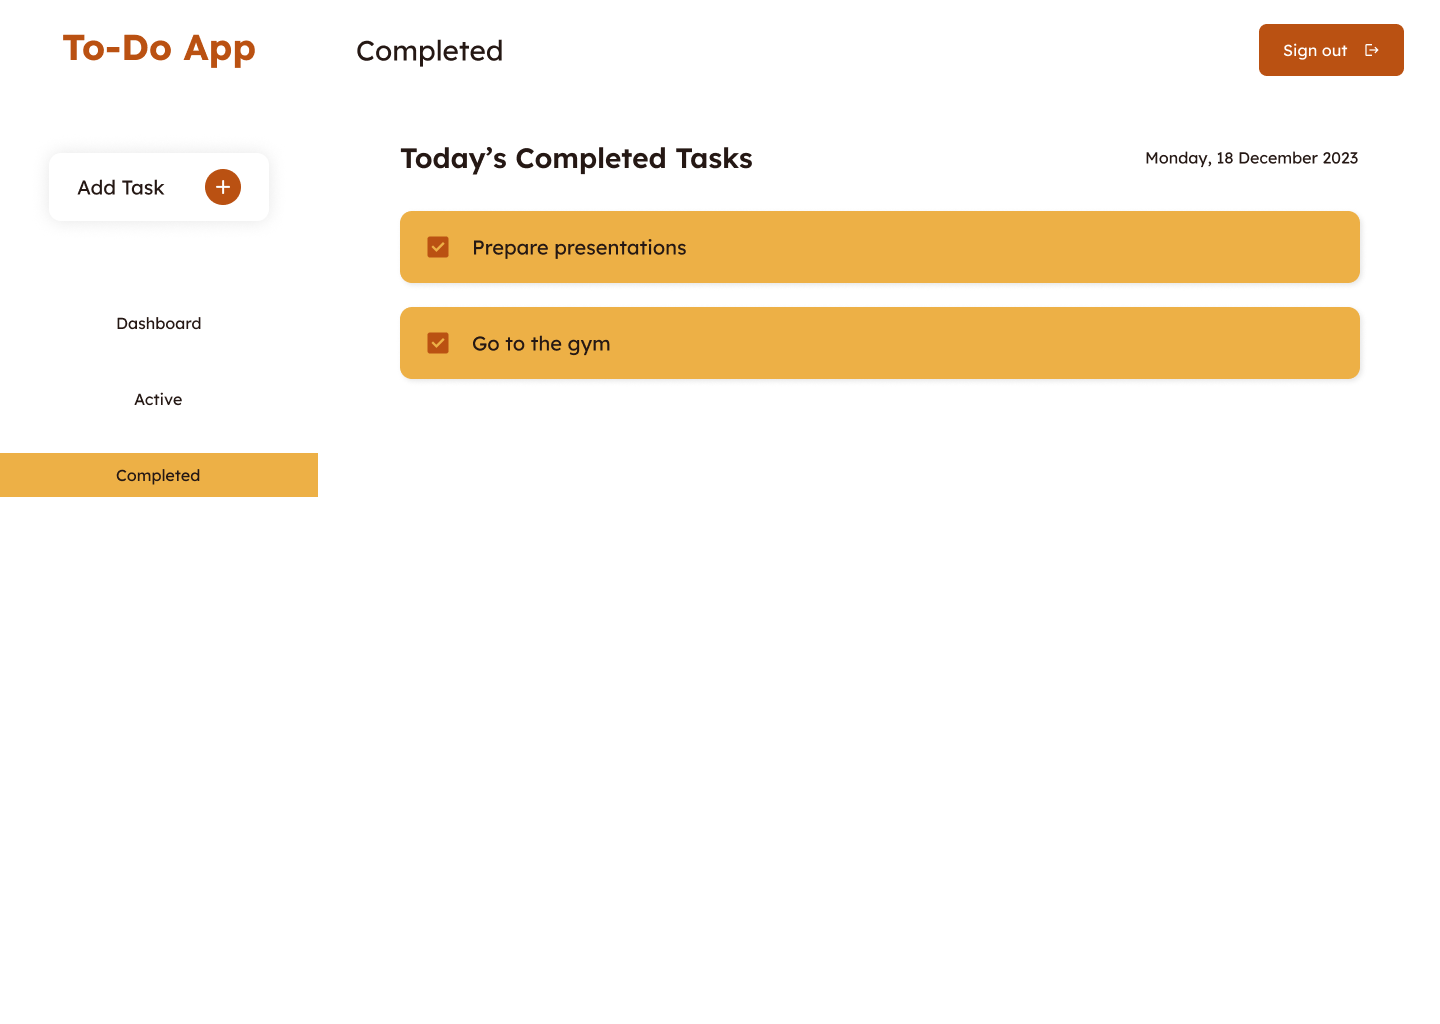 To-Do App
Completed
Sign out
Add Task
Dashboard
Active
Completed
Today’s Completed Tasks
Monday, 18 December 2023
Prepare presentations
Go to the gym